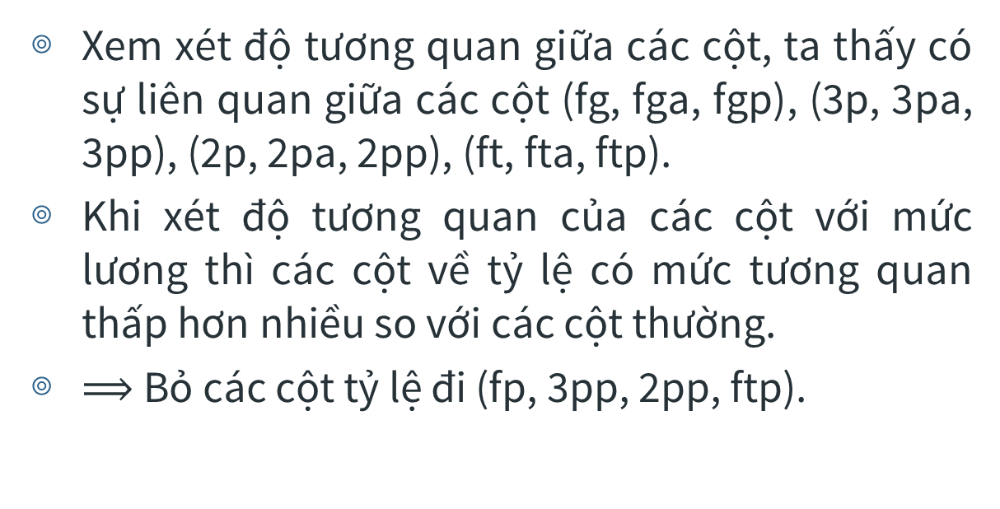 ◎ Xem xét độ tương quan giữa các cột, ta thấy có
sự liên quan giữa các cột (fg, fga, fgp), (3p, 3pa,
3pp), (2p, 2pa, 2pp), (ft, fta, ftp).
◎ Khi xét độ tương quan của các cột với mức
lương thì các cột về tỷ lệ có mức tương quan
thấp hơn nhiều so với các cột thường.
◎ ⟹ Bỏ các cột tỷ lệ đi (fp, 3pp, 2pp, ftp).